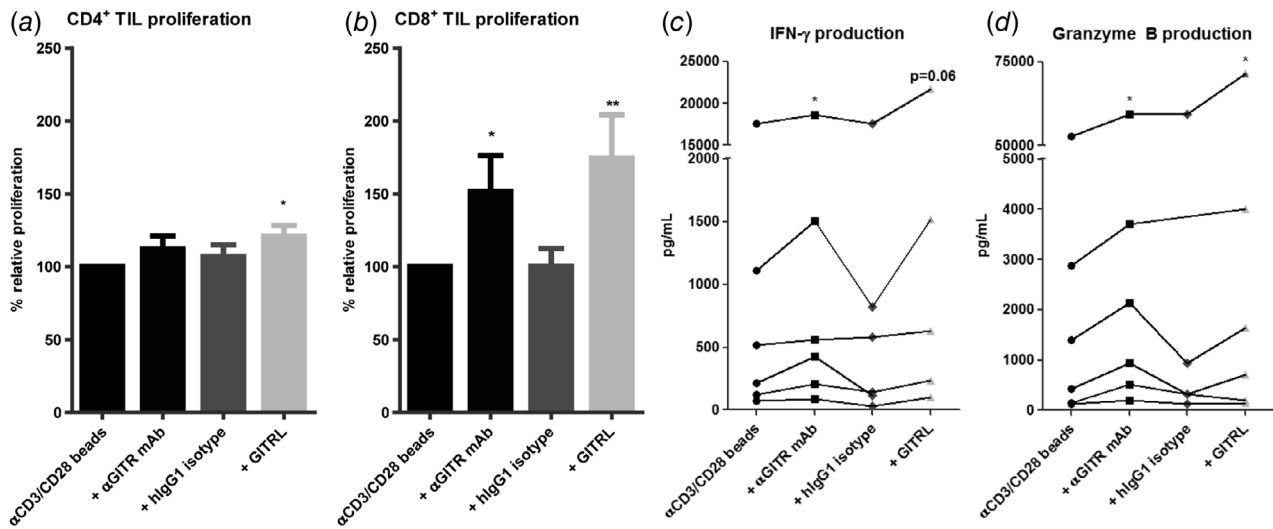 (a) CD4+ TIL proliferation
250
200
150
100
50
0
% relative proliferation
*
αCD3/CD28 beads
+ αGITR mAb
+ hIgG1 isotype
+ GITRL
(b) CD8+ TIL proliferation
250
200
150
100
50
0
% relative proliferation
*
**
αCD3/CD28 beads
+ αGITR mAb
+ hIgG1 isotype
+ GITRL
(c) IFN-γ production
25000
20000
15000
2000
1500
1000
500
0
pg/mL
*
p=0.06
αCD3/CD28 beads
+ αGITR mAb
+ hIgG1 isotype
+ GITRL
(d) Granzyme B production
75000
50000
5000
4000
3000
2000
1000
0
pg/mL
*
*
αCD3/CD28 beads
+ αGITR mAb
+ hIgG1 isotype
+ GITRL